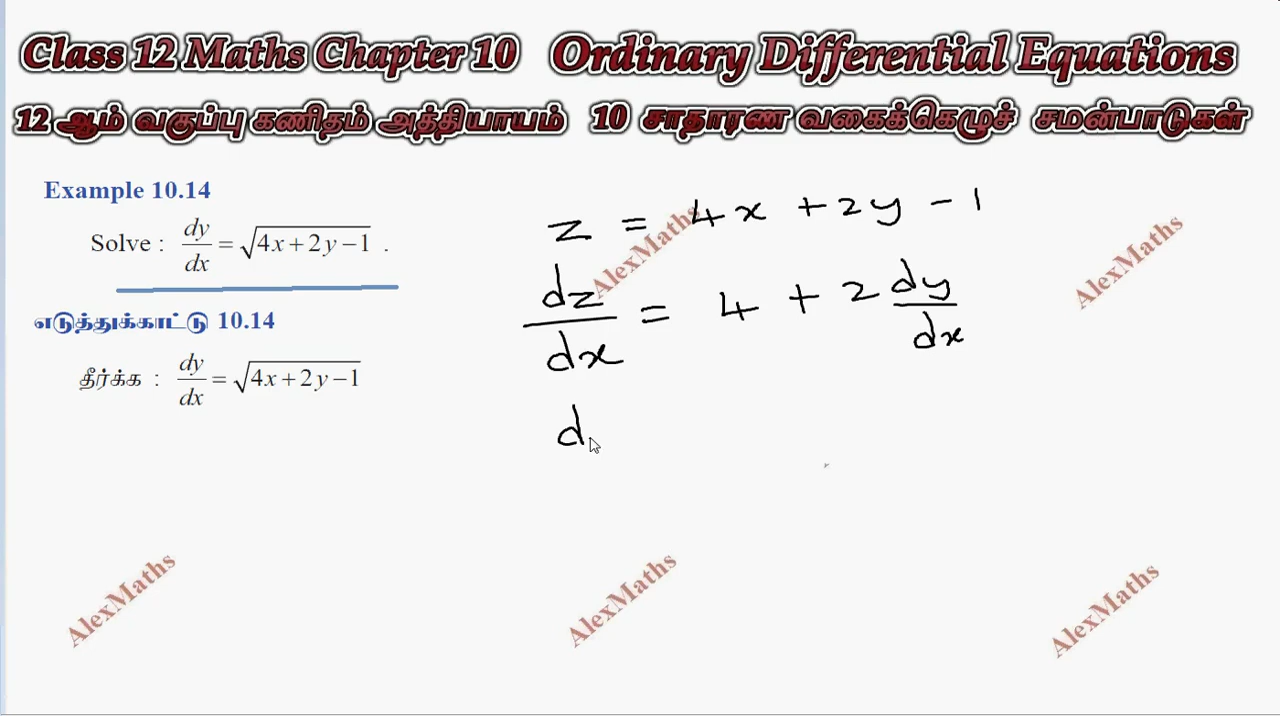 Class 12 Maths Chapter 10 Ordinary Differential Equations
12 ஆம் வகுப்பு கணிதம் அத்தியாயம் 10 சாதாரண வகைக்கெழுச் சமன்பாடுகள்
Example 10.14
Solve : dy/dx = √(4x + 2y − 1) .
எடுத்துக்காட்டு 10.14
தீர்க்க : dy/dx = √(4x + 2y − 1)
z = 4x + 2y − 1
dz/dx = 4 + 2 dy/dx
d
AlexMaths
AlexMaths
AlexMaths
AlexMaths
AlexMaths